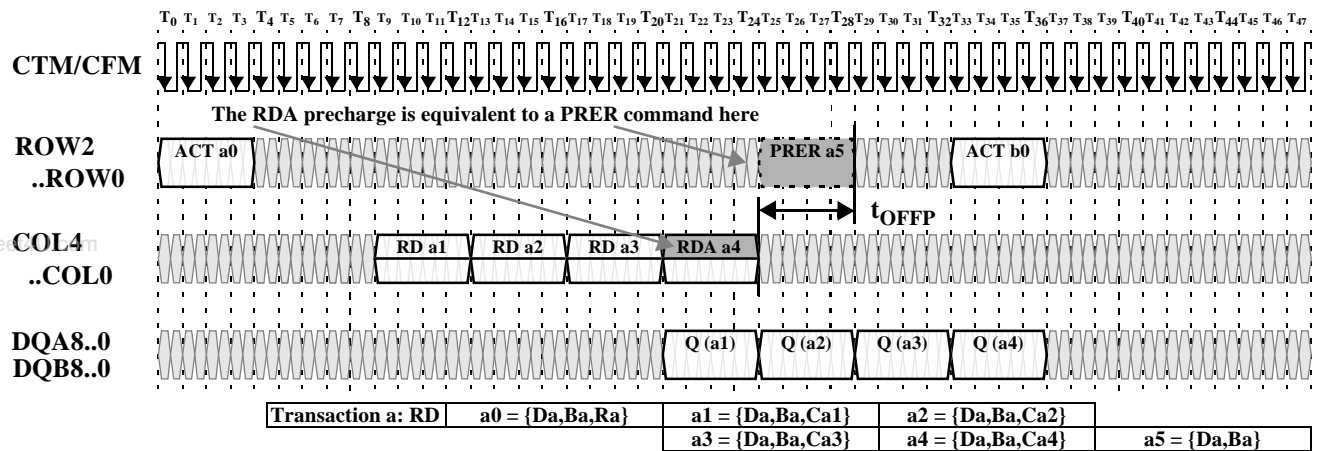 T0 T1 T2 T3 T4 T5 T6 T7 T8 T9 T10 T11 T12 T13 T14 T15 T16 T17 T18 T19 T20 T21 T22 T23 T24 T25 T26 T27 T28 T29 T30 T31 T32 T33 T34 T35 T36 T37 T38 T39 T40 T41 T42 T43 T44 T45 T46 T47
CTM/CFM
The RDA precharge is equivalent to a PRER command here
ROW2
..ROW0
ACT a0 PRER a5 ACT b0
tOFFP
COL4
..COL0
RD a1 RD a2 RD a3 RDA a4
DQA8..0
DQB8..0
Q (a1) Q (a2) Q (a3) Q (a4)
Transaction a: RD a0 = {Da,Ba,Ra} a1 = {Da,Ba,Ca1} a2 = {Da,Ba,Ca2}
a3 = {Da,Ba,Ca3} a4 = {Da,Ba,Ca4} a5 = {Da,Ba}